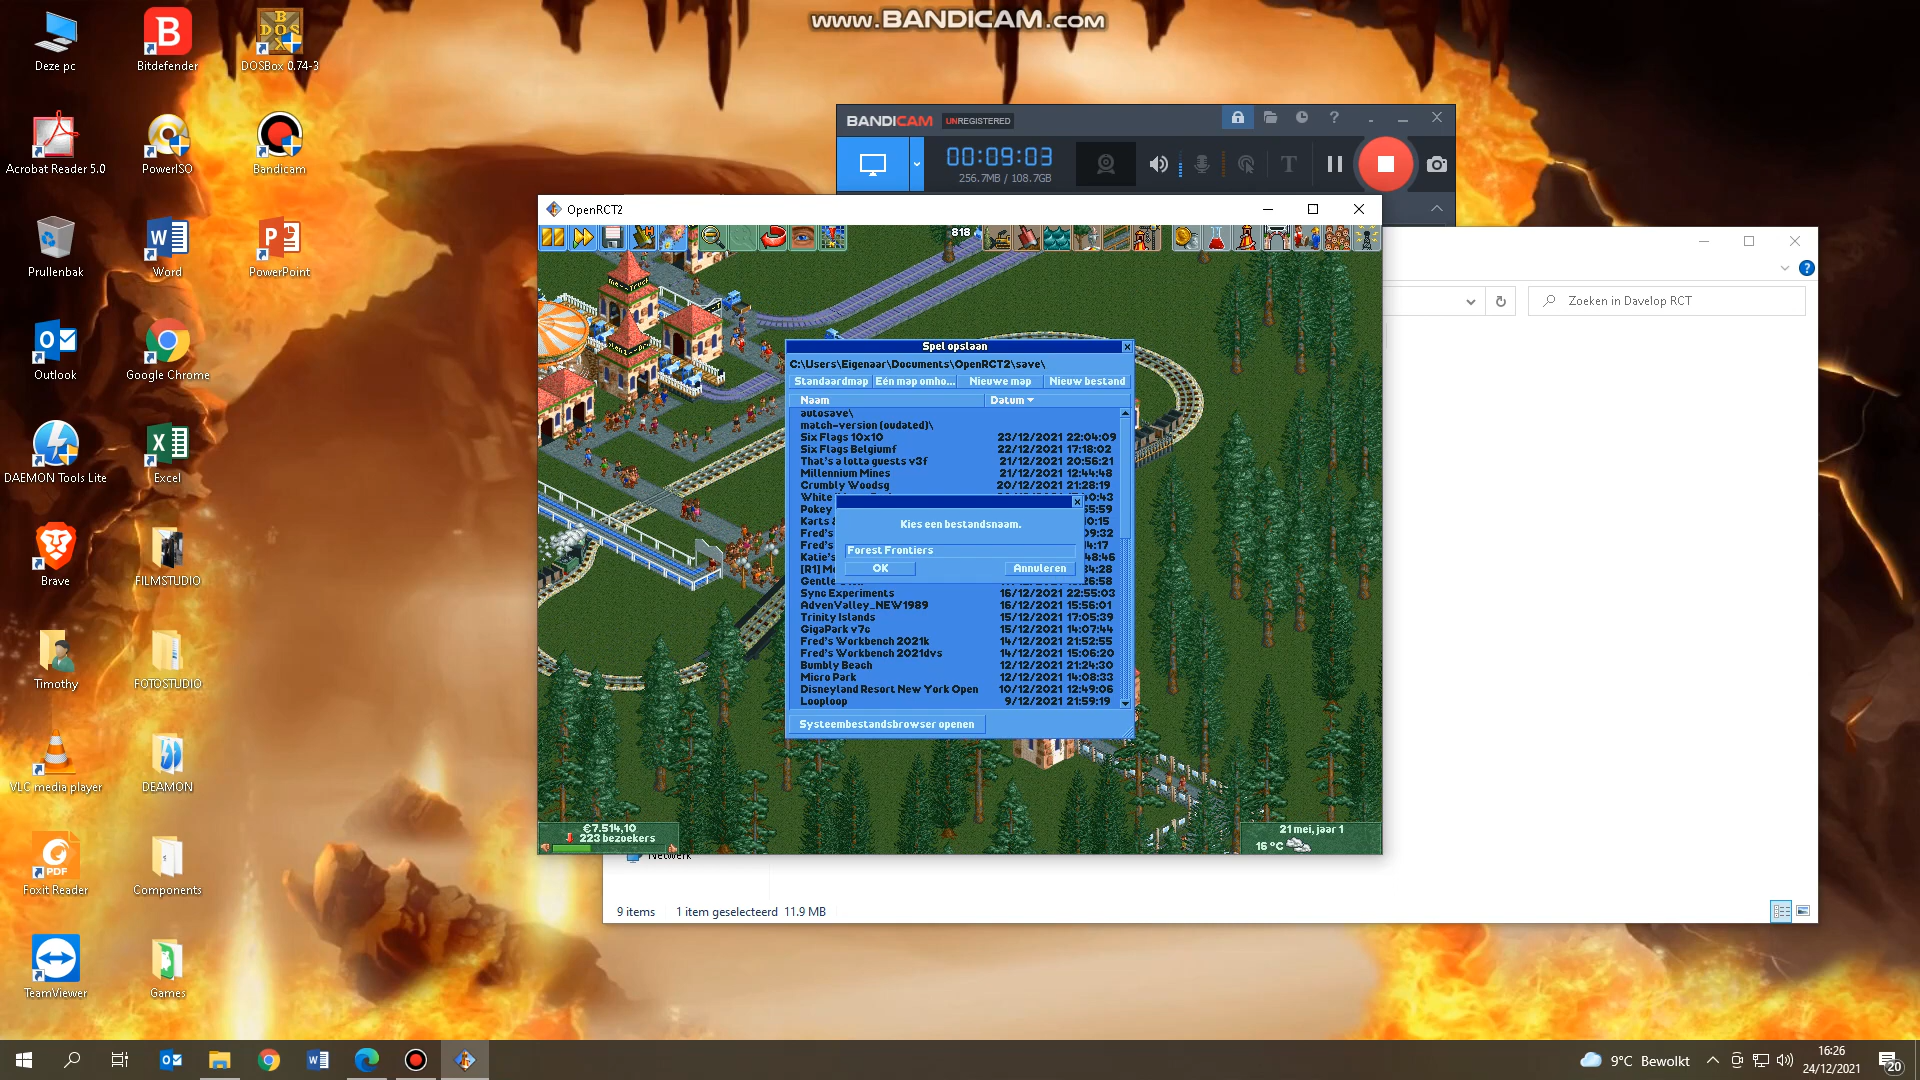 www.BANDICAM.com
Deze pc
Bitdefender
DOSBox 0.74-3
Acrobat Reader 5.0
PowerISO
Bandicam
Prullenbak
Word
PowerPoint
Outlook
Google Chrome
DAEMON Tools Lite
Excel
Brave
FILMSTUDIO
Timothy
FOTOSTUDIO
VLC media player
DEAMON
Foxit Reader
Components
TeamViewer
Games
BANDICAM UNREGISTERED
00:09:03
256.7MB / 108.7GB
OpenRCT2
818
Zoeken in Davelop RCT
Spel opslaan
C:\Users\Eigenaar\Documents\OpenRCT2\save\
Standaardmap
Eén map omho...
Nieuwe map
Nieuw bestand
Naam
Datum
autosave\
match-version (oudated)\
Six Flags 10x10 23/12/2021 22:04:09
Six Flags Belgiumf 22/12/2021 17:18:02
That's a lotta guests v3f 21/12/2021 20:56:21
Millennium Mines 21/12/2021 12:44:48
Crumbly Woodsg 20/12/2021 21:28:19
White
Pokey
Karts
Fred's
Fred's
Katie's
Kies een bestandsnaam.
Forest Frontiers
OK
Annuleren
Sync Experiments 16/12/2021 22:55:03
AdvenValley_NEW1989 16/12/2021 15:56:01
Trinity Islands 15/12/2021 17:05:39
GigaPark v7c 15/12/2021 14:07:44
Fred's Workbench 2021k 14/12/2021 21:52:55
Fred's Workbench 2021dvs 14/12/2021 15:06:20
Bumbly Beach 12/12/2021 21:24:30
Micro Park 12/12/2021 14:08:33
Disneyland Resort New York Open 10/12/2021 12:49:06
Looploop 9/12/2021 21:59:19
Systeembestandsbrowser openen
€7.514,10
223 bezoekers
21 mei, jaar 1
16 °C
Netwerk
9 items 1 item geselecteerd 11.9 MB
9°C Bewolkt
16:26
24/12/2021
20